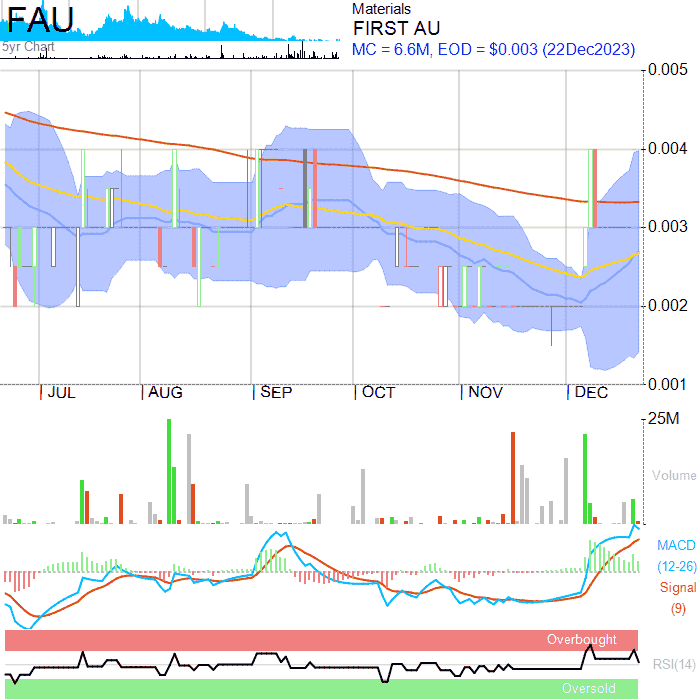 FAU
5yr Chart
Materials
FIRST AU
MC = 6.6M, EOD = $0.003 (22Dec2023)
0.005
0.004
0.003
0.002
0.001
JUL AUG SEP OCT NOV DEC
25M
Volume
MACD
(12-26)
Signal
(9)
Overbought
RSI(14)
Oversold